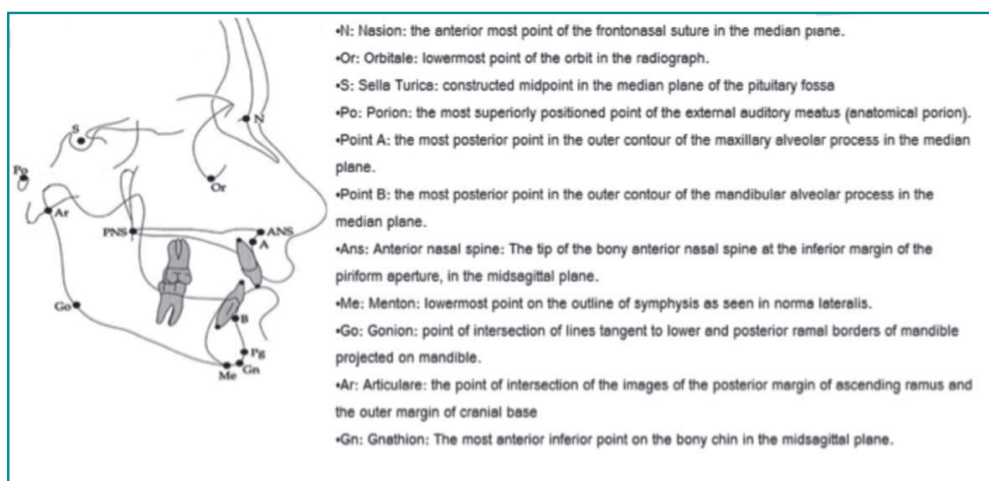 •N: Nasion: the anterior most point of the frontonasal suture in the median plane.
•Or: Orbitale: lowermost point of the orbit in the radiograph.
•S: Sella Turica: constructed midpoint in the median plane of the pituitary fossa
•Po: Porion: the most superiorly positioned point of the external auditory meatus (anatomical porion).
•Point A: the most posterior point in the outer contour of the maxillary alveolar process in the median
plane.
•Point B: the most posterior point in the outer contour of the mandibular alveolar process in the
median plane.
•Ans: Anterior nasal spine: The tip of the bony anterior nasal spine at the inferior margin of the
piriform aperture, in the midsagittal plane.
•Me: Menton: lowermost point on the outline of symphysis as seen in norma lateralis.
•Go: Gonion: point of intersection of lines tangent to lower and posterior ramal borders of mandible
projected on mandible.
•Ar: Articulare: the point of intersection of the images of the posterior margin of ascending ramus and
the outer margin of cranial base
•Gn: Gnathion: The most anterior inferior point on the bony chin in the midsagittal plane.
N
S
Po
Or
Ar
PNS
ANS
A
Go
B
Pg
Gn
Me